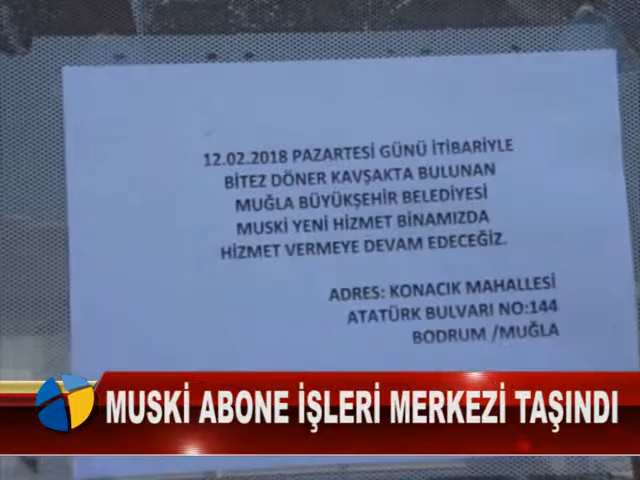 12.02.2018 PAZARTESİ GÜNÜ İTİBARİYLE
BİTEZ DÖNER KAVŞAKTA BULUNAN
MUĞLA BÜYÜKŞEHİR BELEDİYESİ
MUSKİ YENİ HİZMET BİNAMIZDA
HİZMET VERMEYE DEVAM EDECEĞİZ.
ADRES: KONACIK MAHALLESİ
ATATÜRK BULVARI NO:144
BODRUM /MUĞLA
MUSKİ ABONE İŞLERİ MERKEZİ TAŞINDI